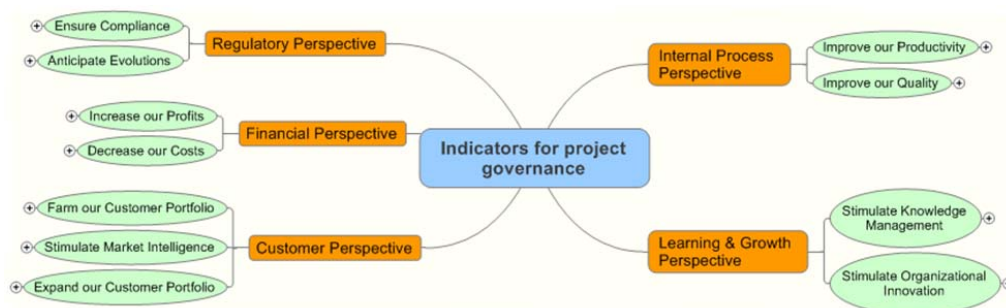 Ensure Compliance
Anticipate Evolutions
Regulatory Perspective
Increase our Profits
Decrease our Costs
Financial Perspective
Farm our Customer Portfolio
Stimulate Market Intelligence
Expand our Customer Portfolio
Customer Perspective
Indicators for project
governance
Internal Process
Perspective
Improve our Productivity
Improve our Quality
Learning & Growth
Perspective
Stimulate Knowledge
Management
Stimulate Organizational
Innovation